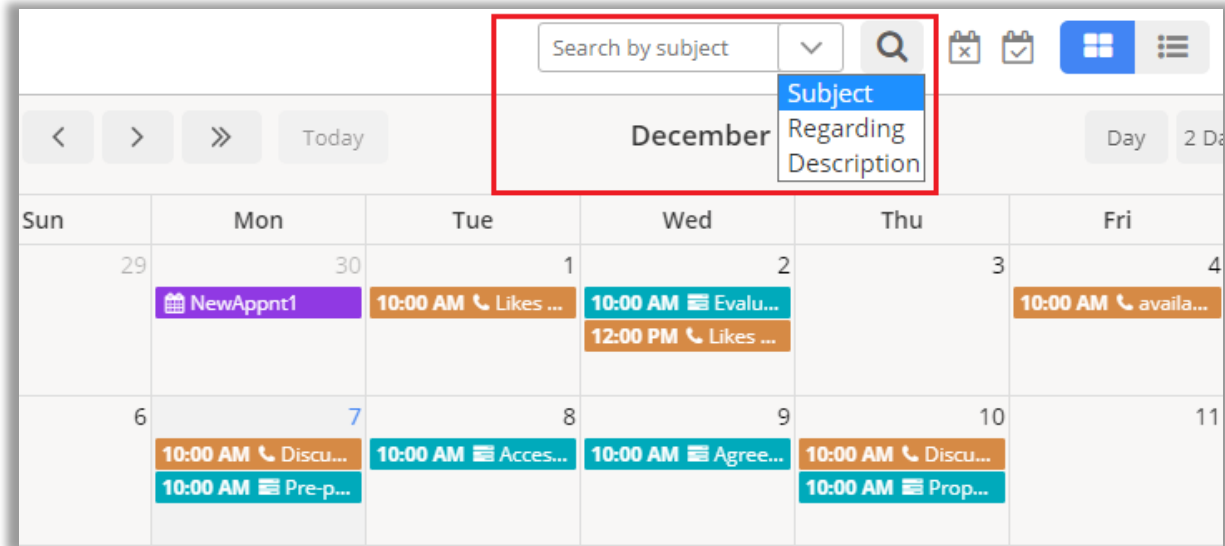 Search by subject
Subject
Regarding
Description
Today
December
Day
2 Da
Sun Mon Tue Wed Thu Fri
29 30 1 2 3 4
NewAppnt1
10:00 AM Likes ...
10:00 AM Evalu...
12:00 PM Likes ...
10:00 AM availa...
6 7 8 9 10 11
10:00 AM Discu...
10:00 AM Pre-p...
10:00 AM Acces...
10:00 AM Agree...
10:00 AM Discu...
10:00 AM Prop...